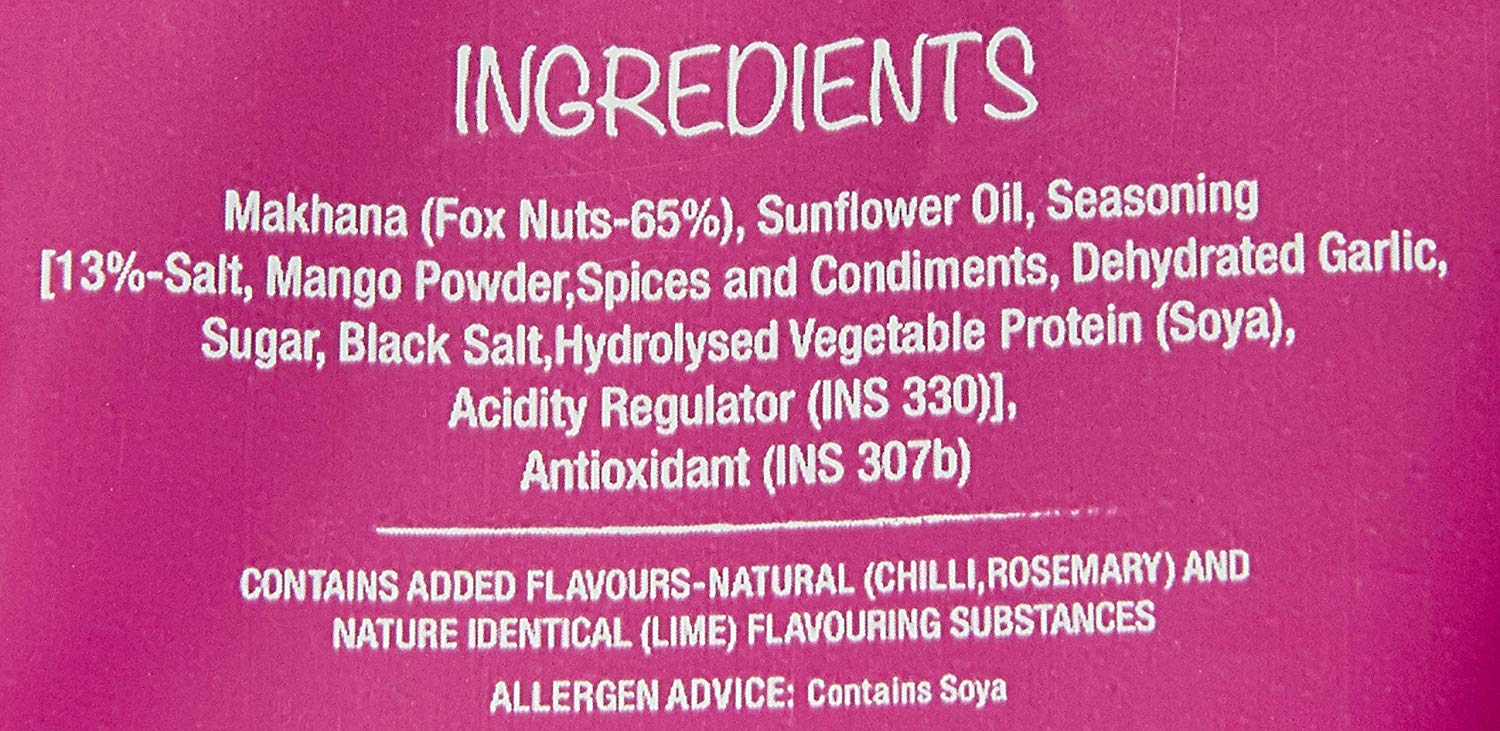 INGREDIENTS
Makhana (Fox Nuts-65%), Sunflower Oil, Seasoning
[13%-Salt, Mango Powder,Spices and Condiments, Dehydrated Garlic,
Sugar, Black Salt,Hydrolysed Vegetable Protein (Soya),
Acidity Regulator (INS 330)],
Antioxidant (INS 307b)
CONTAINS ADDED FLAVOURS-NATURAL (CHILLI,ROSEMARY) AND
NATURE IDENTICAL (LIME) FLAVOURING SUBSTANCES
ALLERGEN ADVICE: Contains Soya